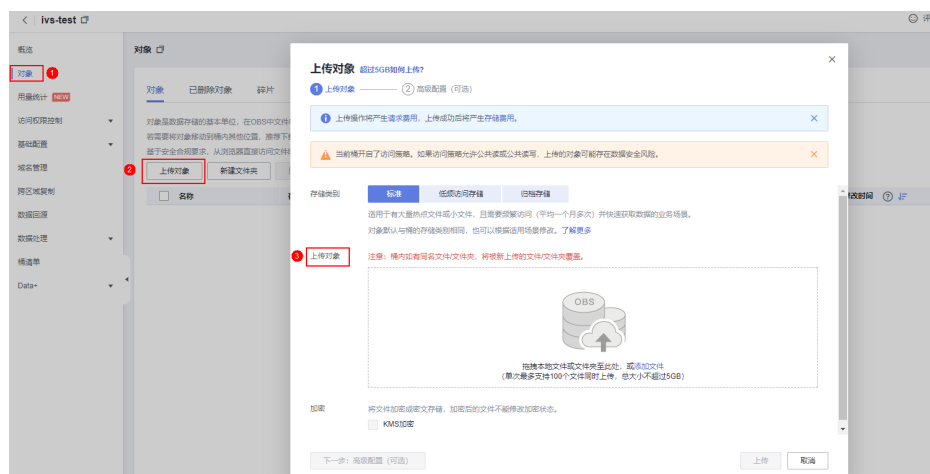 ivs-test
评
概览
对象
1
用量统计 NEW
访问权限控制
基础配置
域名管理
跨区域复制
数据回源
数据处理
桶清单
Data+
对象
对象 已删除对象 碎片
对象是数据存储的基本单位，在OBS中文件
若需要将对象移动到桶内其他位置，推荐下
基于安全合规要求，从浏览器直接访问文件
2
上传对象 新建文件夹
名称
修改时间
上传对象 超过5GB如何上传?
1 上传对象 2 高级配置（可选）
上传操作将产生请求费用，上传成功后将产生存储费用。
当前桶开启了访问策略。如果访问策略允许公共读或公共读写，上传的对象可能存在数据安全风险。
存储类别 标准 低频访问存储 归档存储
适用于有大量热点文件或小文件，且需要频繁访问（平均一个月多次）并快速获取数据的业务场景。
对象默认与桶的存储类别相同，也可以根据适用场景修改。了解更多
3 上传对象 注意：桶内如有同名文件/文件夹，将被新上传的文件/文件夹覆盖。
OBS
拖拽本地文件或文件夹至此处，或添加文件
（单次最多支持100个文件同时上传，总大小不超过5GB）
加密 将文件加密成密文存储，加密后的文件不能修改加密状态。
KMS加密
下一步：高级配置（可选） 上传 取消